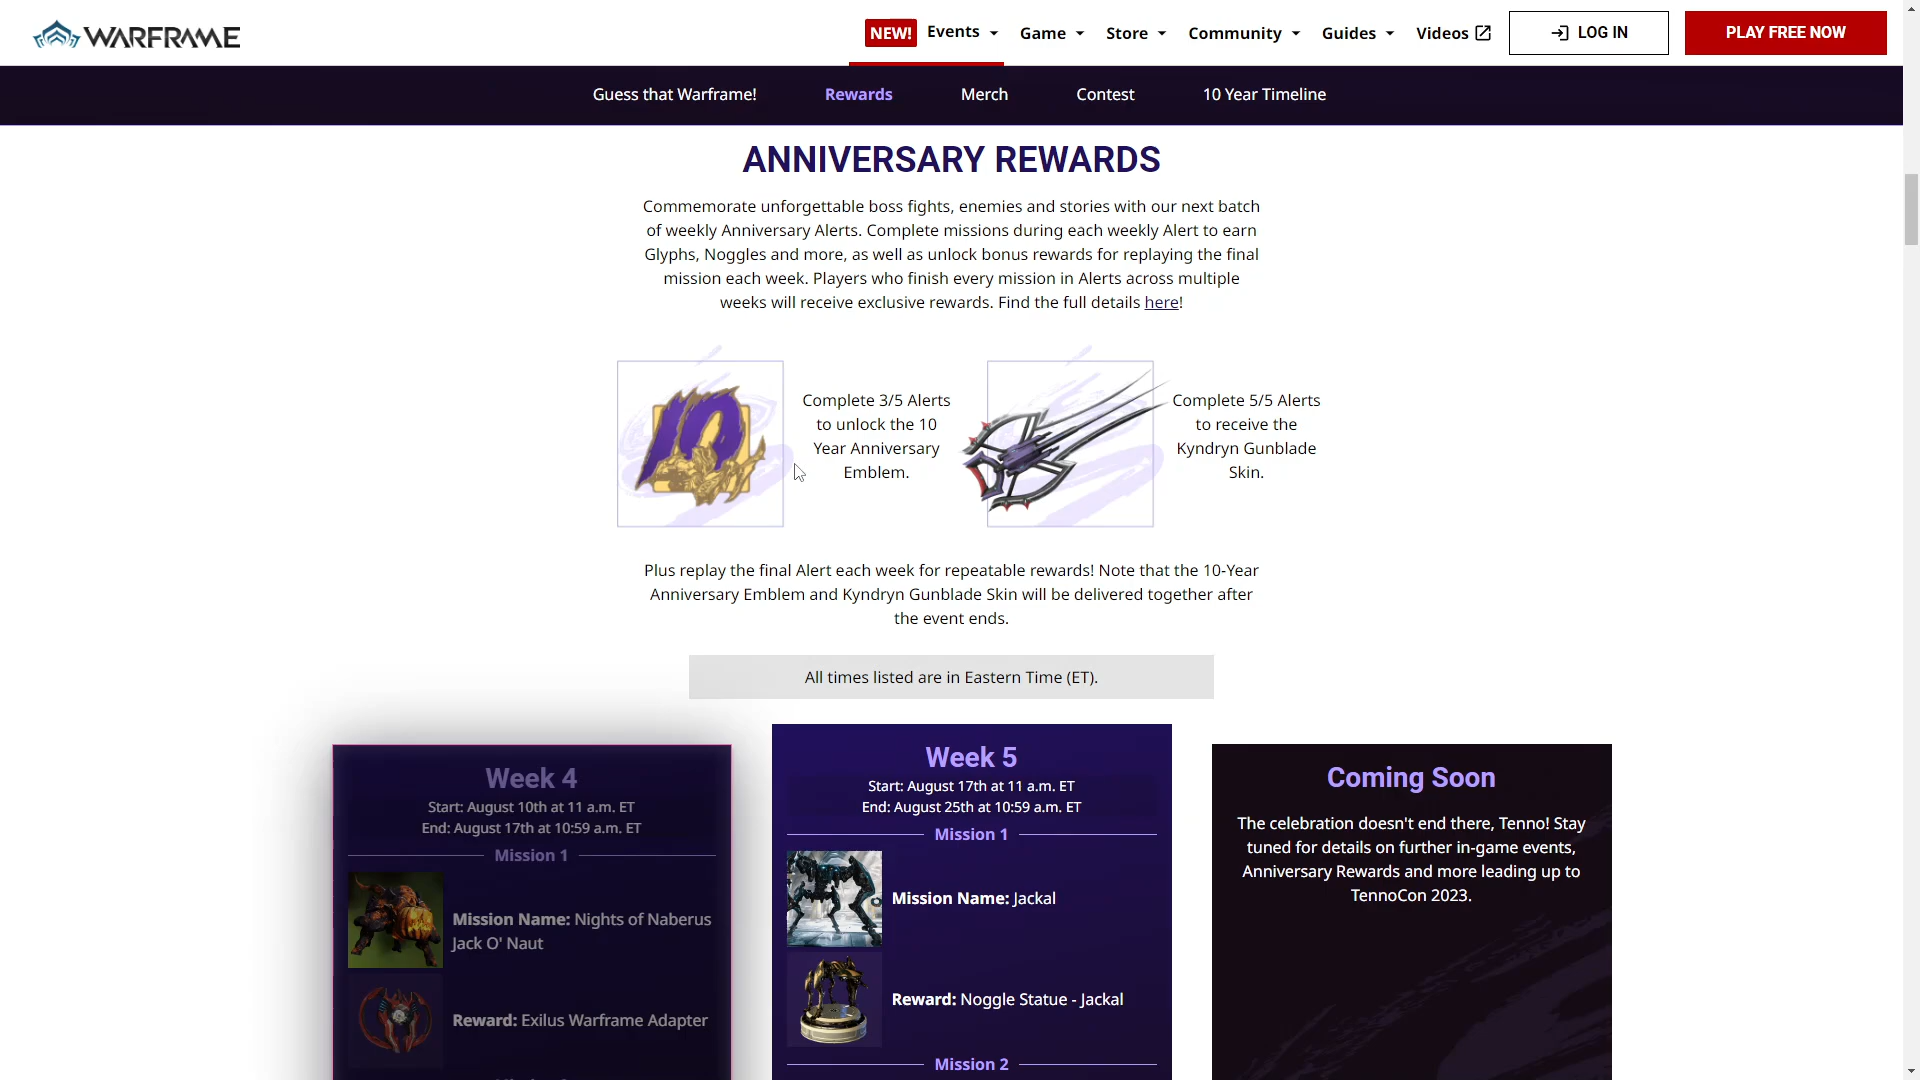 WARFRAME
NEW! Events Game Store Community Guides Videos LOG IN PLAY FREE NOW
Guess that Warframe! Rewards Merch Contest 10 Year Timeline
ANNIVERSARY REWARDS
Commemorate unforgettable boss fights, enemies and stories with our next batch
of weekly Anniversary Alerts. Complete missions during each weekly Alert to earn
Glyphs, Noggles and more, as well as unlock bonus rewards for replaying the final
mission each week. Players who finish every mission in Alerts across multiple
weeks will receive exclusive rewards. Find the full details here!
10
Complete 3/5 Alerts
to unlock the 10
Year Anniversary
Emblem.
Complete 5/5 Alerts
to receive the
Kyndryn Gunblade
Skin.
Plus replay the final Alert each week for repeatable rewards! Note that the 10-Year
Anniversary Emblem and Kyndryn Gunblade Skin will be delivered together after
the event ends.
All times listed are in Eastern Time (ET).
Week 4
Start: August 10th at 11 a.m. ET
End: August 17th at 10:59 a.m. ET
Mission 1
Mission Name: Nights of Naberus
Jack O' Naut
Reward: Exilus Warframe Adapter
Week 5
Start: August 17th at 11 a.m. ET
End: August 25th at 10:59 a.m. ET
Mission 1
Mission Name: Jackal
Reward: Noggle Statue - Jackal
Mission 2
Coming Soon
The celebration doesn't end there, Tenno! Stay
tuned for details on further in-game events,
Anniversary Rewards and more leading up to
TennoCon 2023.